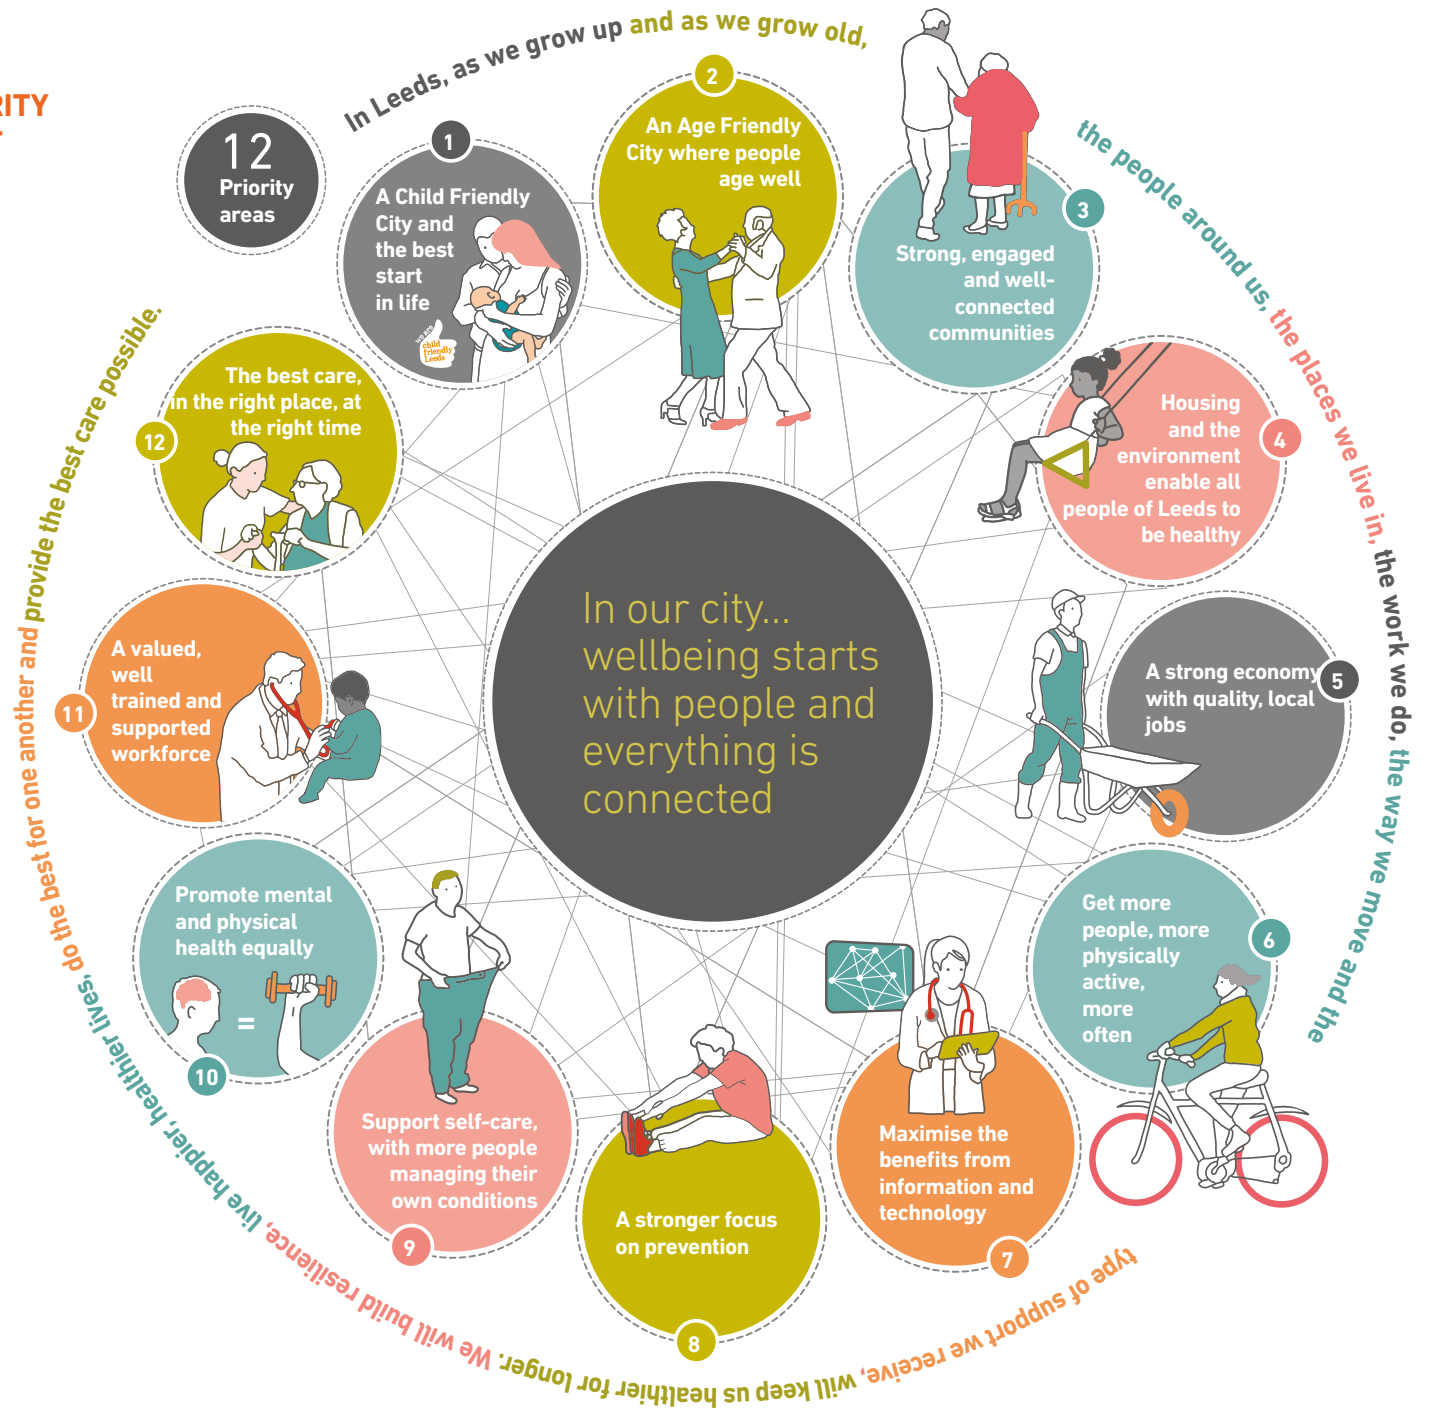 RITY
In Leeds, as we grow up and as we grow old,
the people around us, the places we live in, the work we do, the way we move and the
type of support we receive, will keep us healthier for longer. We will build resilience, live happier, healthier lives, do the best for one another and provide the best care possible.
12
Priority
areas
1
A Child Friendly
City and
the best
start
in life
we are
child
friendly
Leeds
2
An Age Friendly
City where people
age well
3
Strong, engaged
and well-
connected
communities
4
Housing
and the
environment
enable all
people of Leeds to
be healthy
5
A strong economy
with quality, local
jobs
6
Get more
people, more
physically
active,
more
often
7
Maximise the
benefits from
information and
technology
8
A stronger focus
on prevention
9
Support self-care,
with more people
managing their
own conditions
10
Promote mental
and physical
health equally
=
11
A valued,
well
trained and
supported
workforce
12
The best care,
in the right place, at
the right time
In our city...
wellbeing starts
with people and
everything is
connected